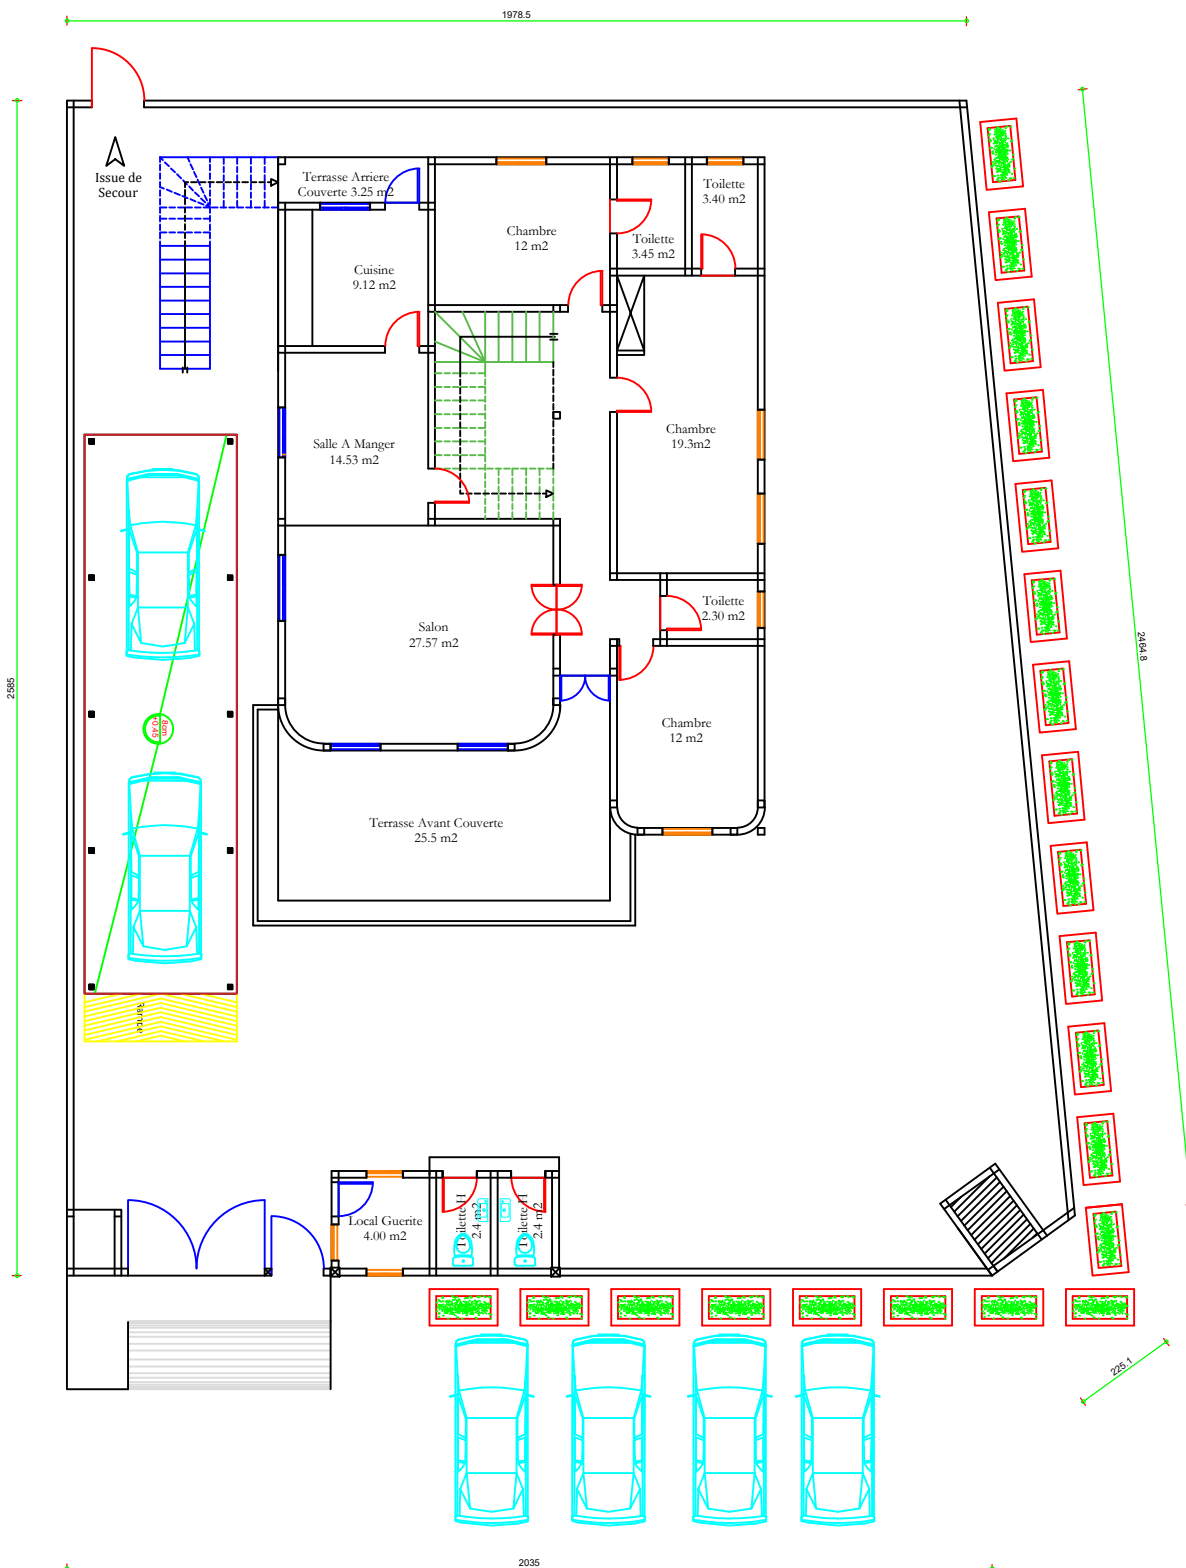 1978.5
Issue de
Secour
Terrasse Arriere
Couverte 3.25 m2
Toilette
3.40 m2
Chambre
12 m2
Toilette
3.45 m2
Cuisine
9.12 m2
Salle A Manger
14.53 m2
Chambre
19.3m2
Toilette
2.30 m2
Salon
27.57 m2
2585
2464.8
8cm
+0.45
Chambre
12 m2
Terrasse Avant Couverte
25.5 m2
Local Guerite
4.00 m2
Toilette H
2.4 m2
Toilette H
2.4 m2
225.1
2035